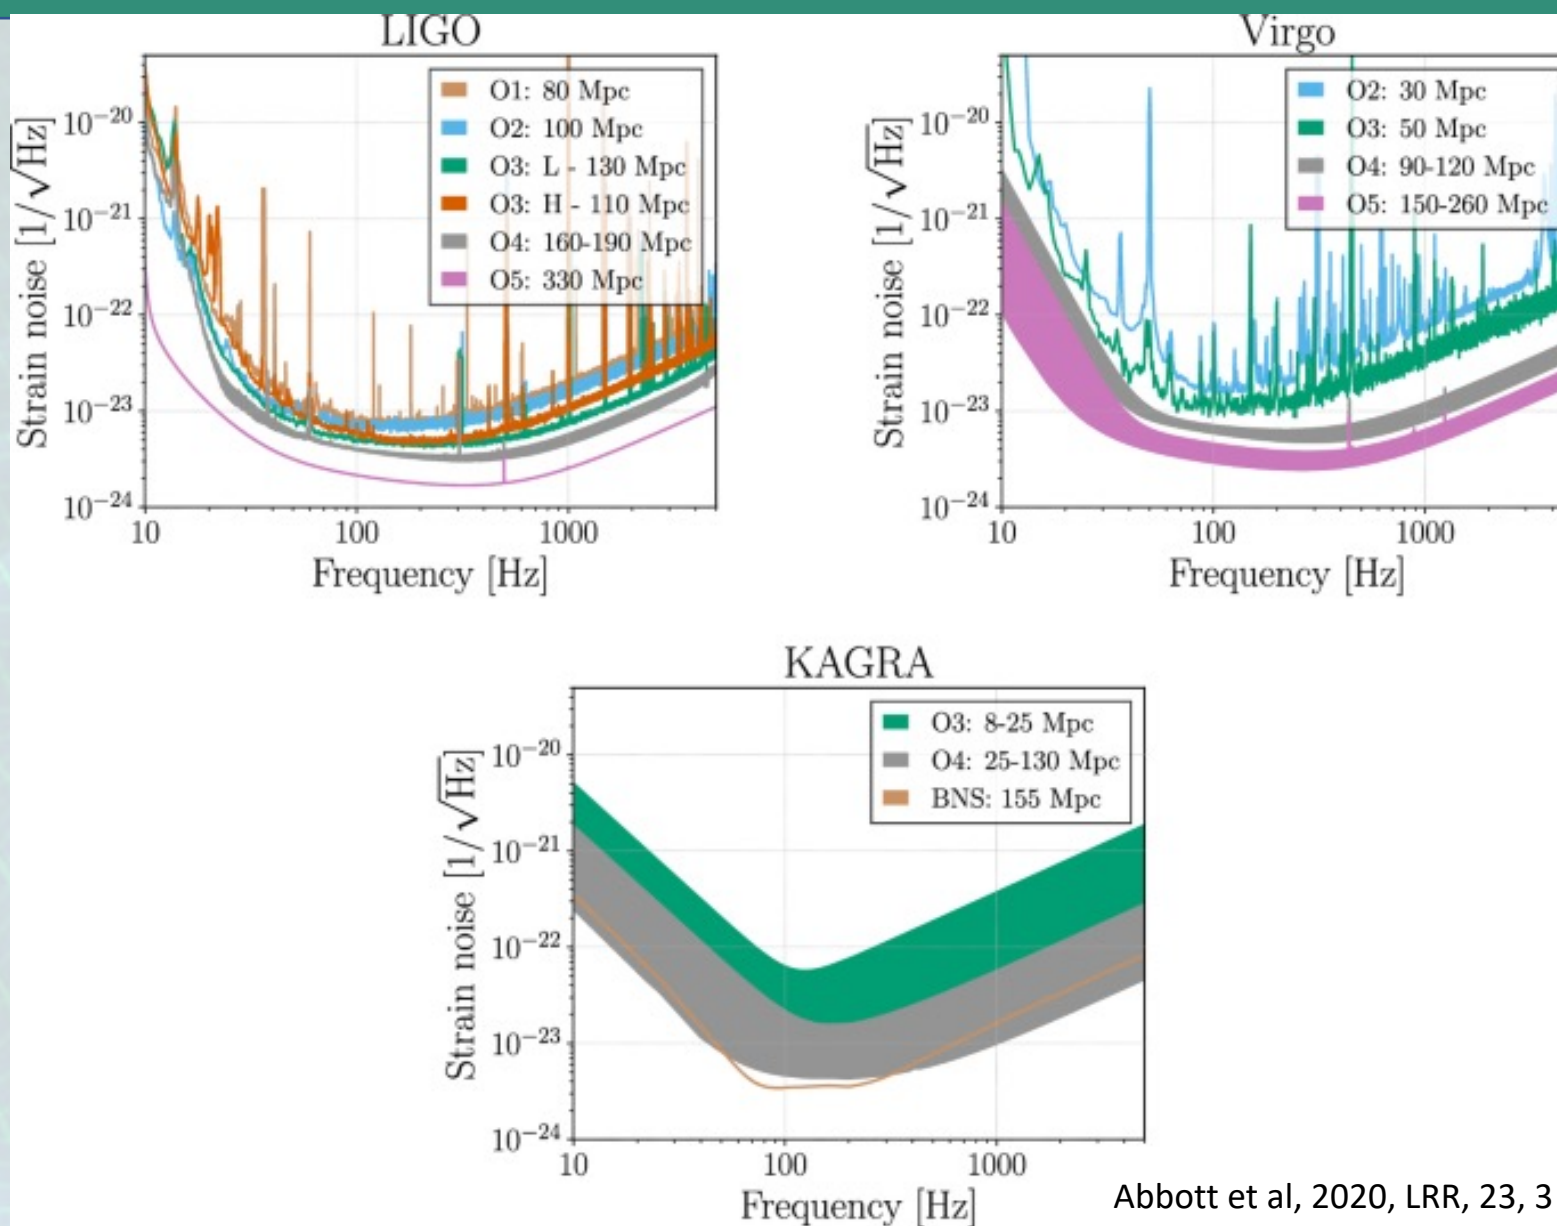 LIGO
Strain noise [1/√Hz]
10⁻²⁰
10⁻²¹
10⁻²²
10⁻²³
10⁻²⁴
O1: 80 Mpc
O2: 100 Mpc
O3: L - 130 Mpc
O3: H - 110 Mpc
O4: 160-190 Mpc
O5: 330 Mpc
10 100 1000
Frequency [Hz]
Virgo
Strain noise [1/√Hz]
10⁻²⁰
10⁻²¹
10⁻²²
10⁻²³
10⁻²⁴
O2: 30 Mpc
O3: 50 Mpc
O4: 90-120 Mpc
O5: 150-260 Mpc
10 100 1000
Frequency [Hz]
KAGRA
Strain noise [1/√Hz]
10⁻²⁰
10⁻²¹
10⁻²²
10⁻²³
10⁻²⁴
O3: 8-25 Mpc
O4: 25-130 Mpc
BNS: 155 Mpc
10 100 1000
Frequency [Hz]
Abbott et al, 2020, LRR, 23, 3